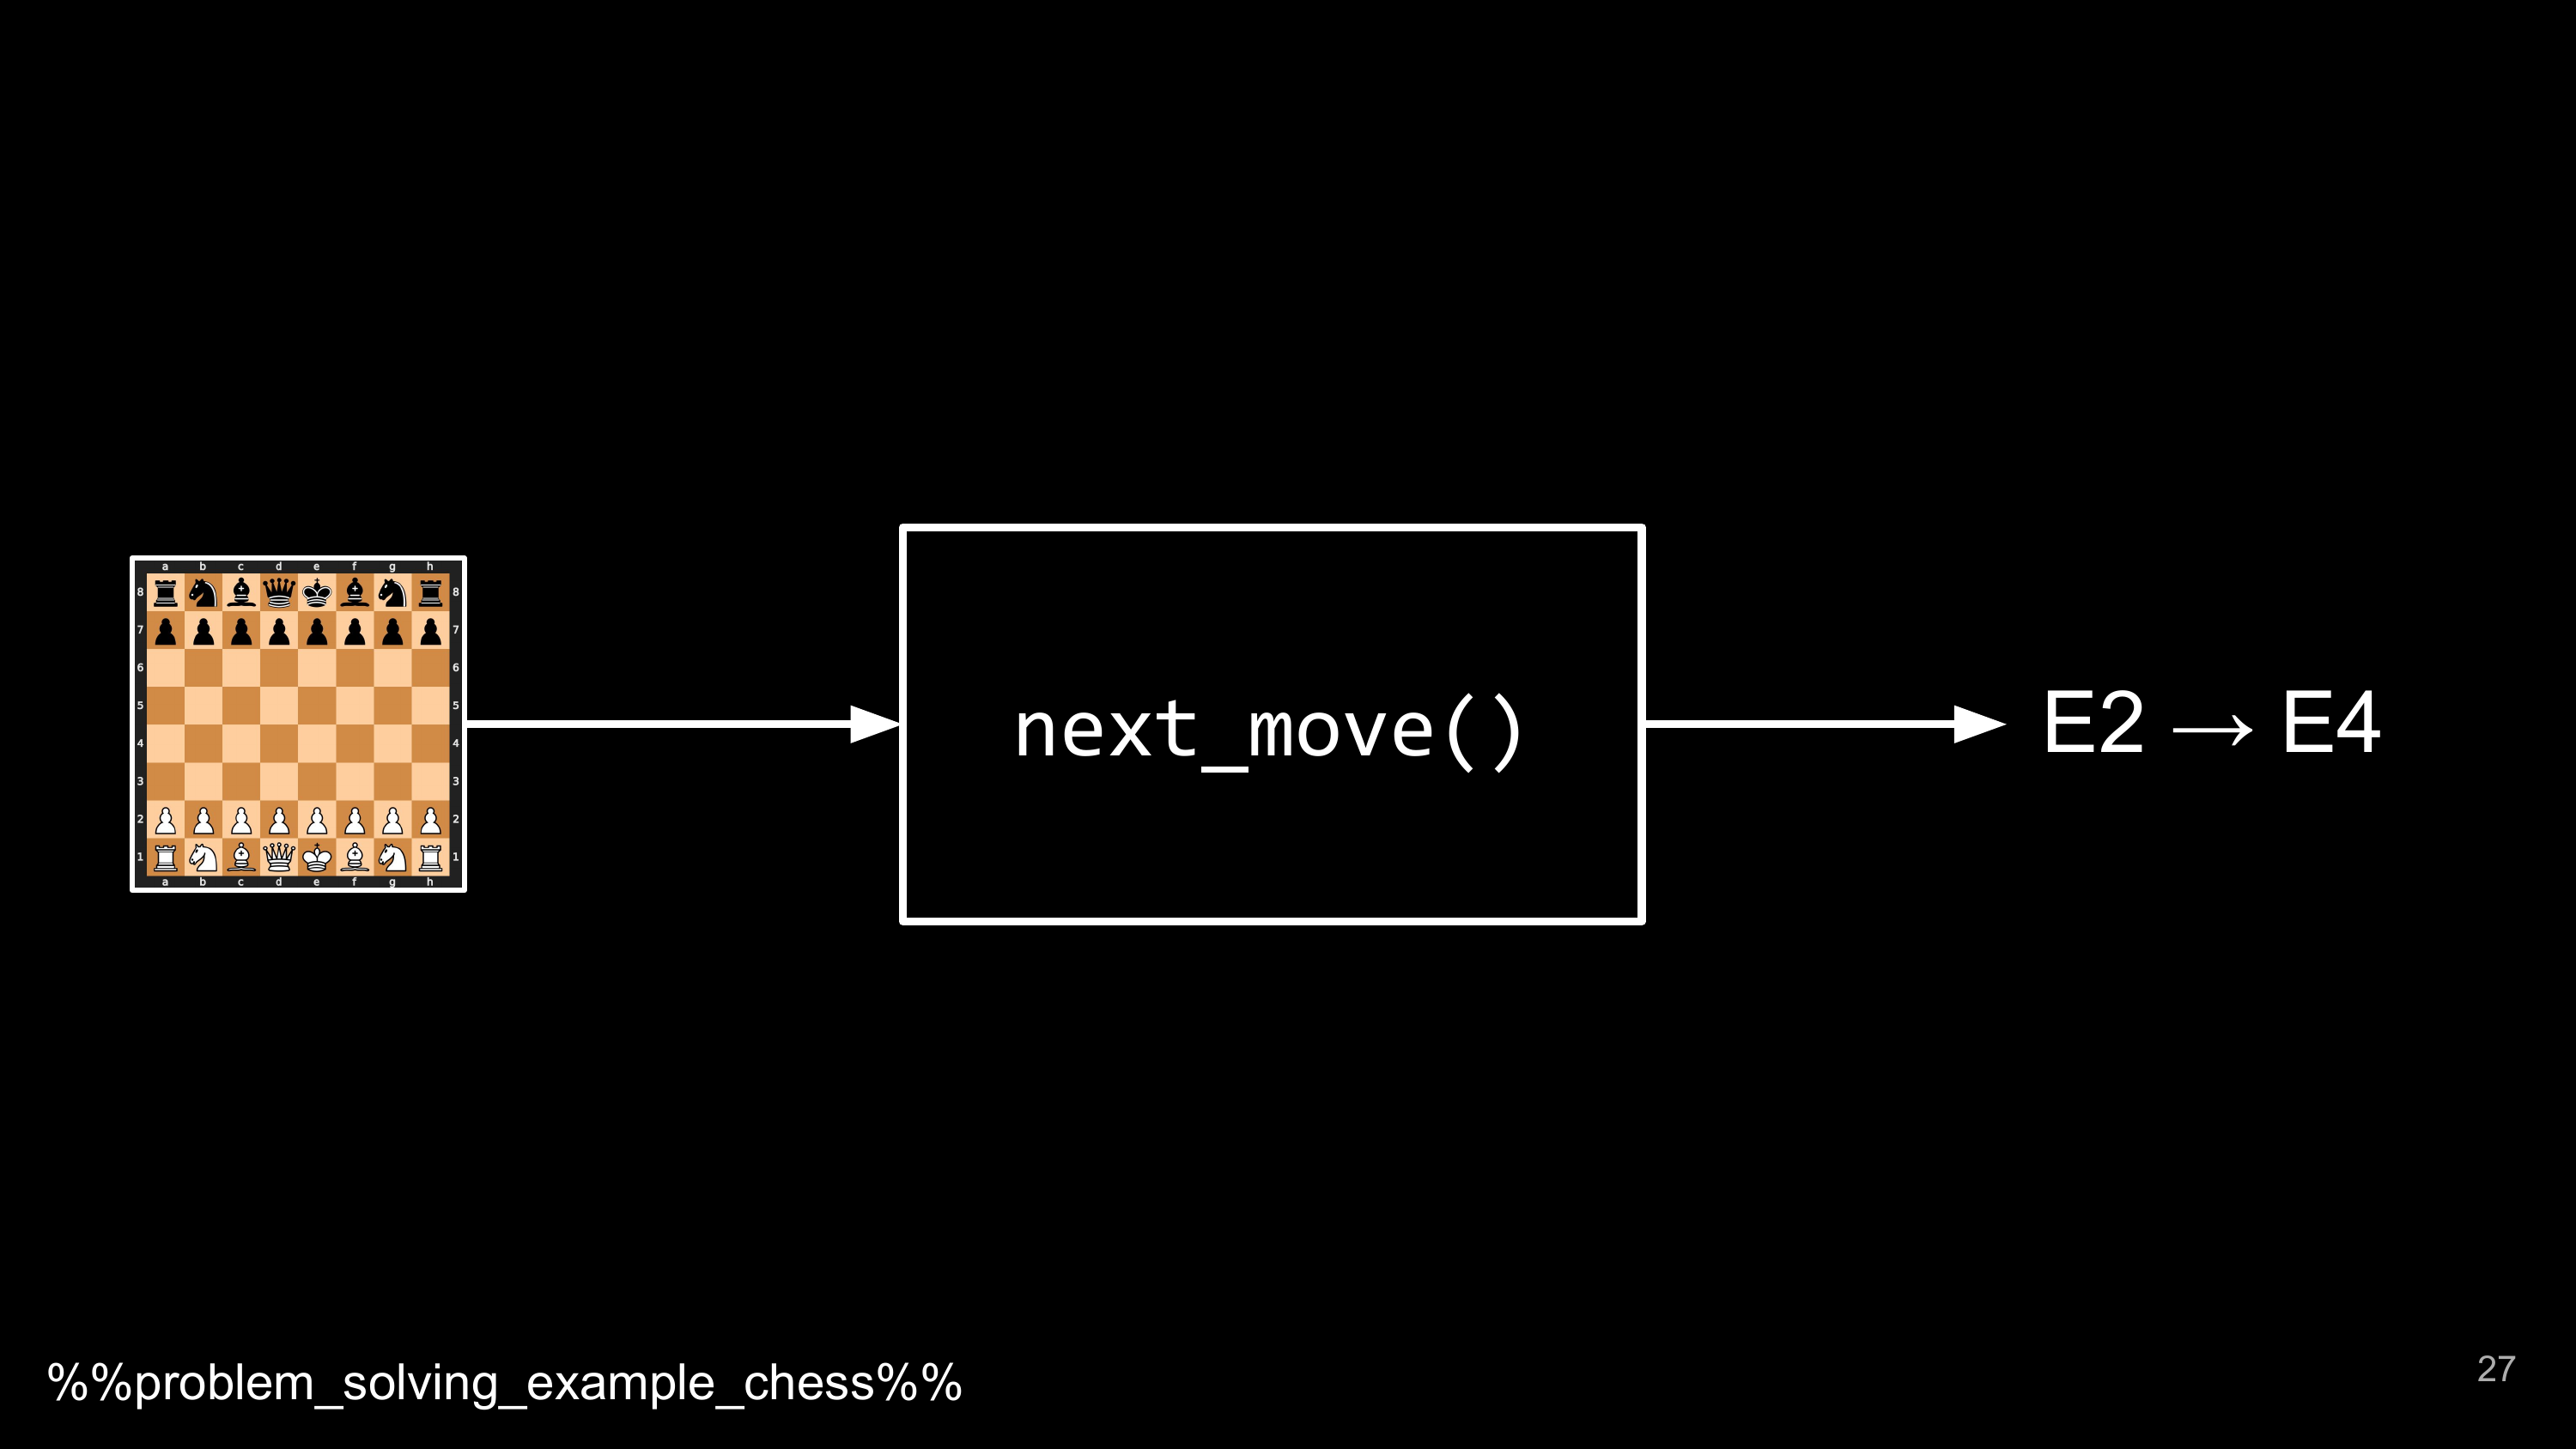 a b c d e f g h
8 8
7 7
6 6
5 5
4 4
3 3
2 2
1 1
a b c d e f g h
next_move()
E2 → E4
%%problem_solving_example_chess%%
27